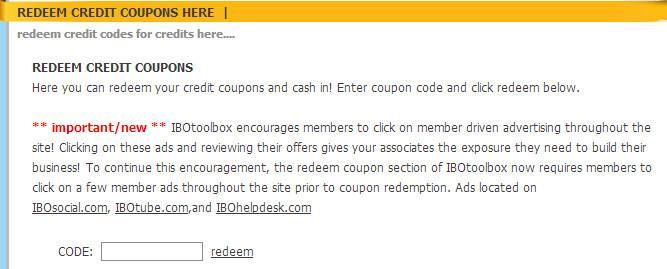 REDEEM CREDIT COUPONS HERE |
redeem credit codes for credits here....
REDEEM CREDIT COUPONS
Here you can redeem your credit coupons and cash in! Enter coupon code and click redeem below.
** important/new ** IBOtoolbox encourages members to click on member driven advertising throughout the
site! Clicking on these ads and reviewing their offers gives your associates the exposure they need to build their
business! To continue this encouragement, the redeem coupon section of IBOtoolbox now requires members to
click on a few member ads throughout the site prior to coupon redemption. Ads located on
IBOsocial.com, IBOtube.com,and IBOhelpdesk.com
CODE: redeem